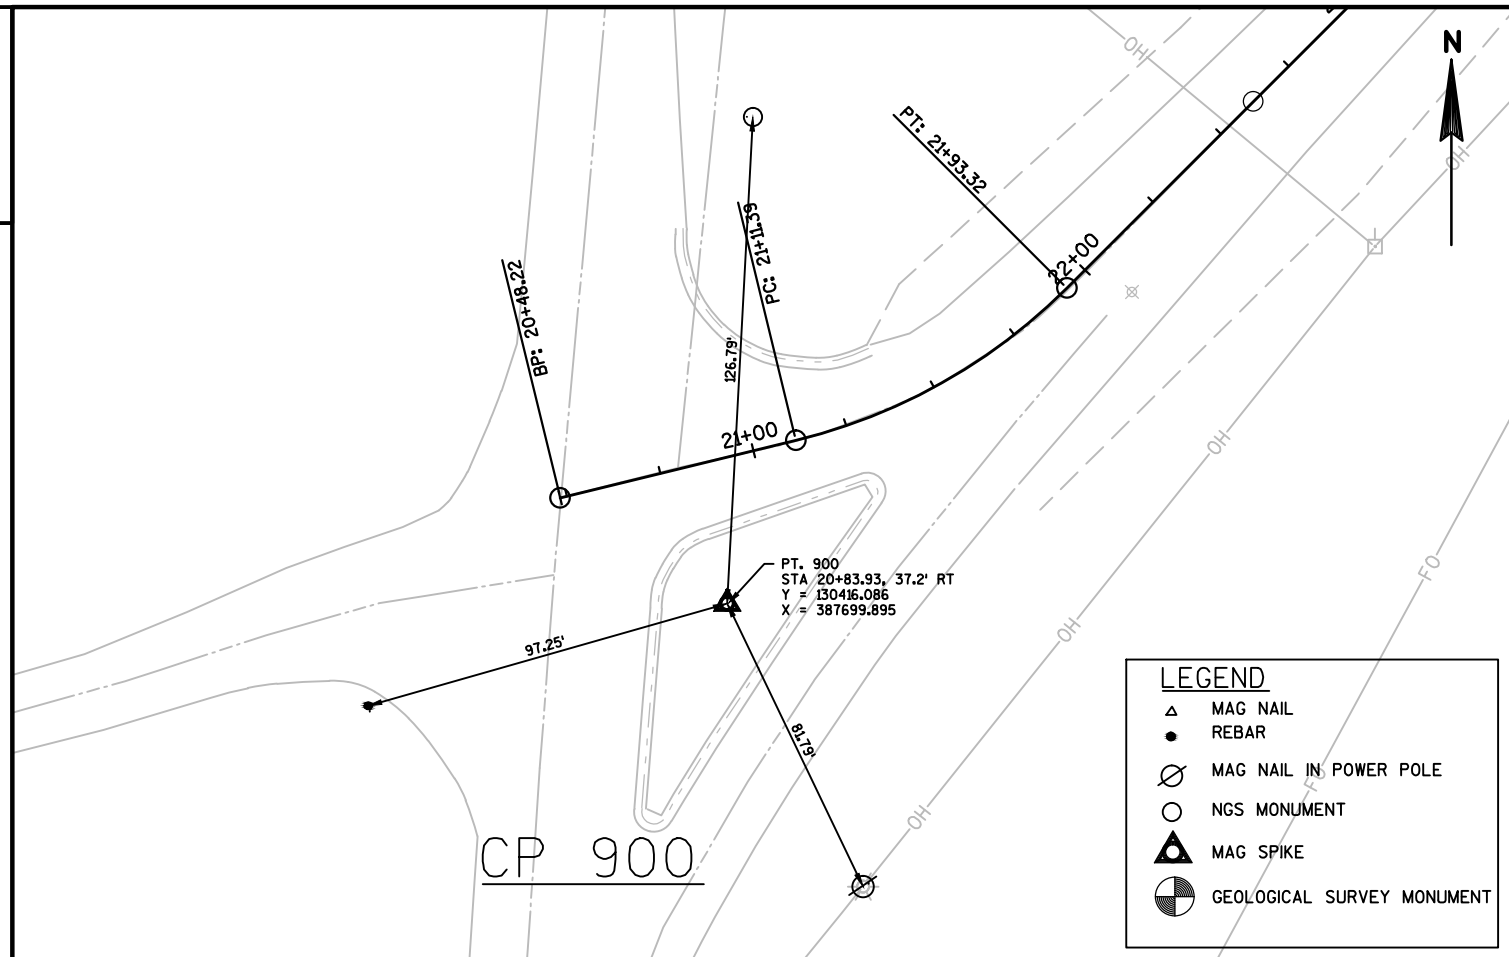 OH
N
PT: 21+93.32
OH
PC: 21+11.39
22+00
BP: 20+48.22
126.79'
21+00
OH
PT. 900
STA 20+83.93, 37.2' RT
Y = 130416.086
X = 387699.895
FO
OH
97.25'
81.79'
LEGEND
MAG NAIL
REBAR
MAG NAIL IN POWER POLE
FO
NGS MONUMENT
OH
CP 900
MAG SPIKE
GEOLOGICAL SURVEY MONUMENT